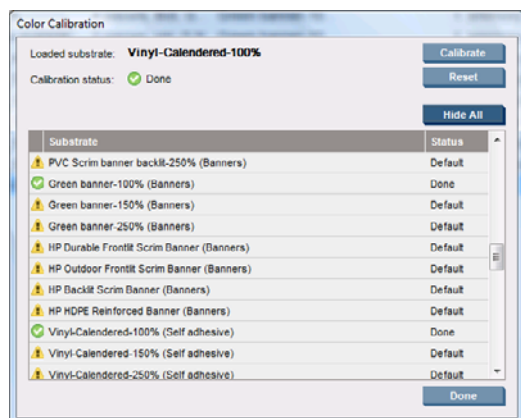 Color Calibration
Loaded substrate: Vinyl-Calendered-100% Calibrate
Calibration status: Done Reset
Hide All
Substrate Status
PVC Scrim banner backlit-250% (Banners) Default
Green banner-100% (Banners) Done
Green banner-150% (Banners) Default
Green banner-250% (Banners) Default
HP Durable Frontlit Scrim Banner (Banners) Default
HP Outdoor Frontlit Scrim Banner (Banners) Default
HP Backlit Scrim Banner (Banners) Default
HP HDPE Reinforced Banner (Banners) Default
Vinyl-Calendered-100% (Self adhesive) Done
Vinyl-Calendered-150% (Self adhesive) Default
Vinyl-Calendered-250% (Self adhesive) Default
Done